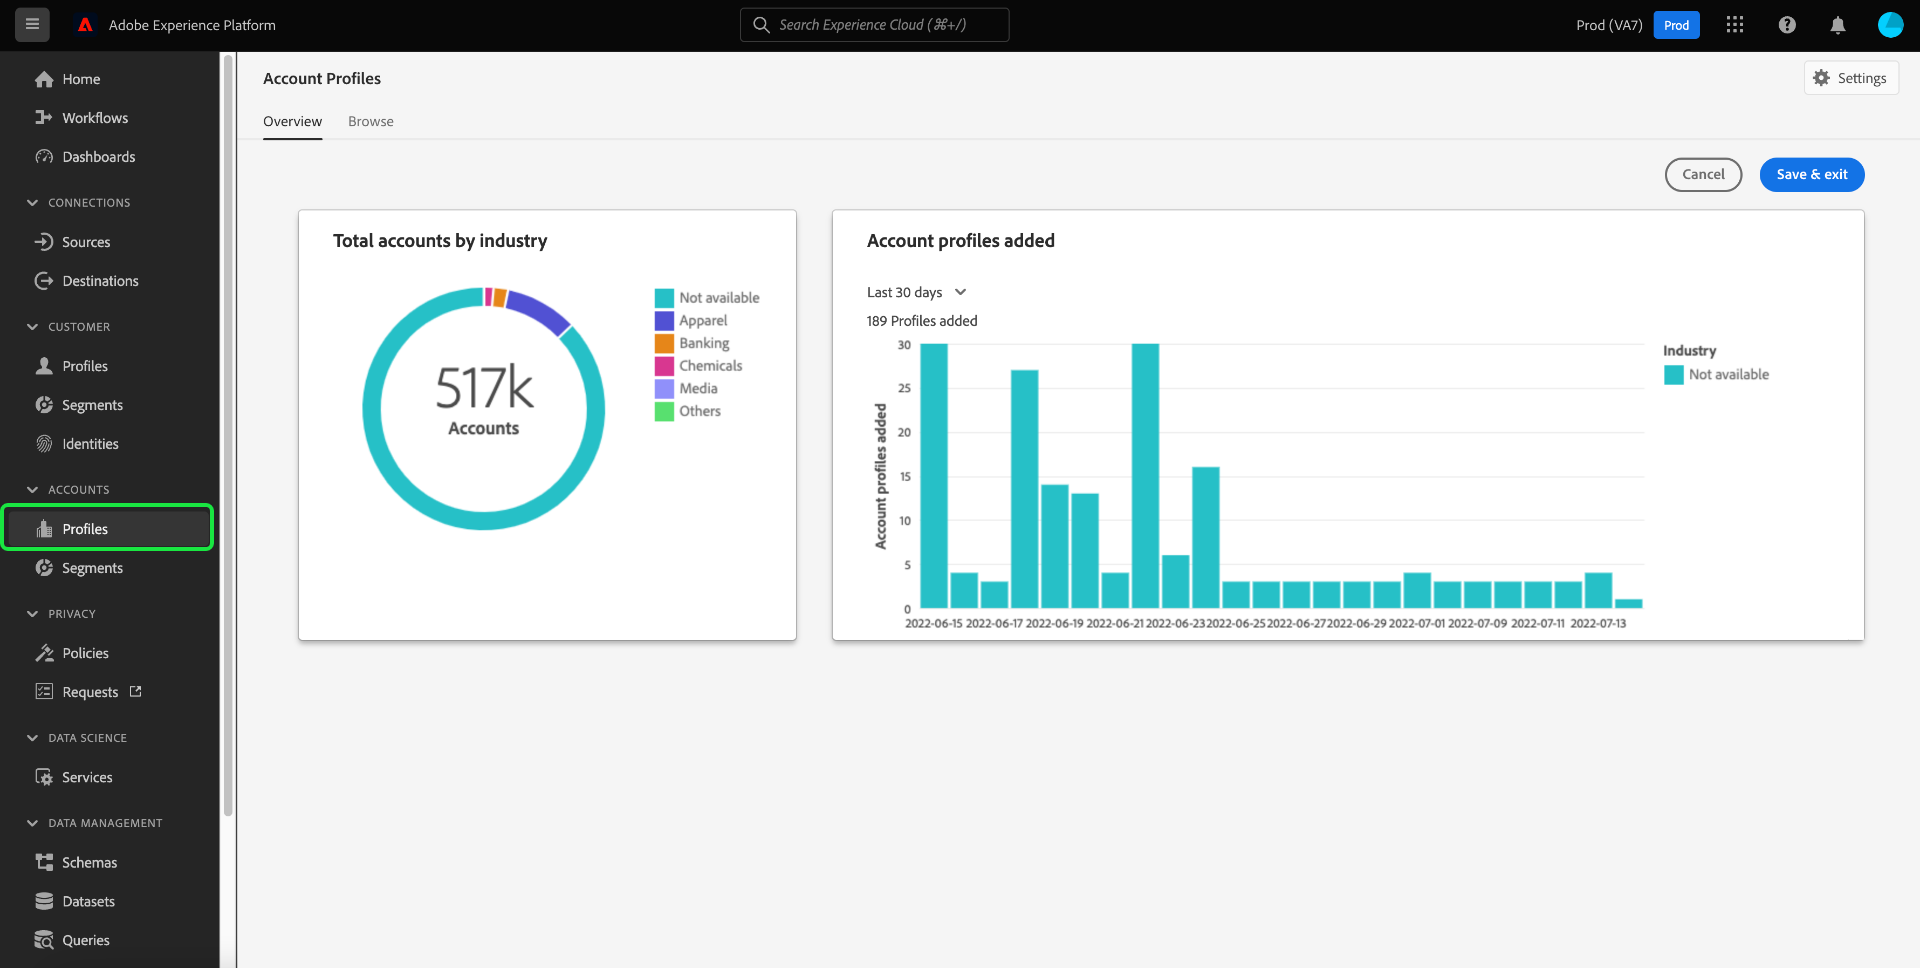 Adobe Experience Platform
Search Experience Cloud (⌘+/)
Prod (VA7)
Prod
Home
Workflows
Dashboards
CONNECTIONS
Sources
Destinations
CUSTOMER
Profiles
Segments
Identities
ACCOUNTS
Profiles
Segments
PRIVACY
Policies
Requests
DATA SCIENCE
Services
DATA MANAGEMENT
Schemas
Datasets
Queries
Account Profiles
Settings
Overview
Browse
Cancel
Save & exit
Total accounts by industry
517k
Accounts
Not available
Apparel
Banking
Chemicals
Media
Others
Account profiles added
Last 30 days
189 Profiles added
Account profiles added
30
25
20
15
10
5
0
2022-06-15 2022-06-17 2022-06-19 2022-06-21 2022-06-23 2022-06-25 2022-06-27 2022-06-29 2022-07-01 2022-07-09 2022-07-11 2022-07-13
Industry
Not available